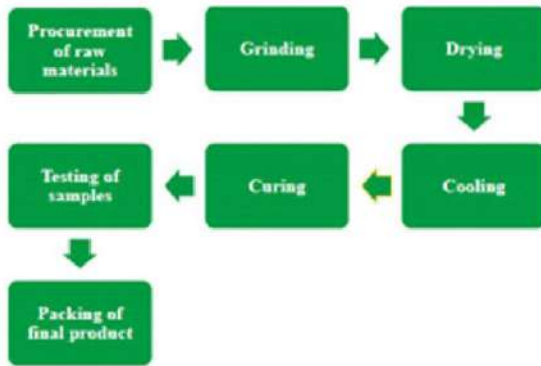 Procurement
of raw
materials
Grinding
Drying
Cooling
Curing
Testing of
samples
Packing of
final product